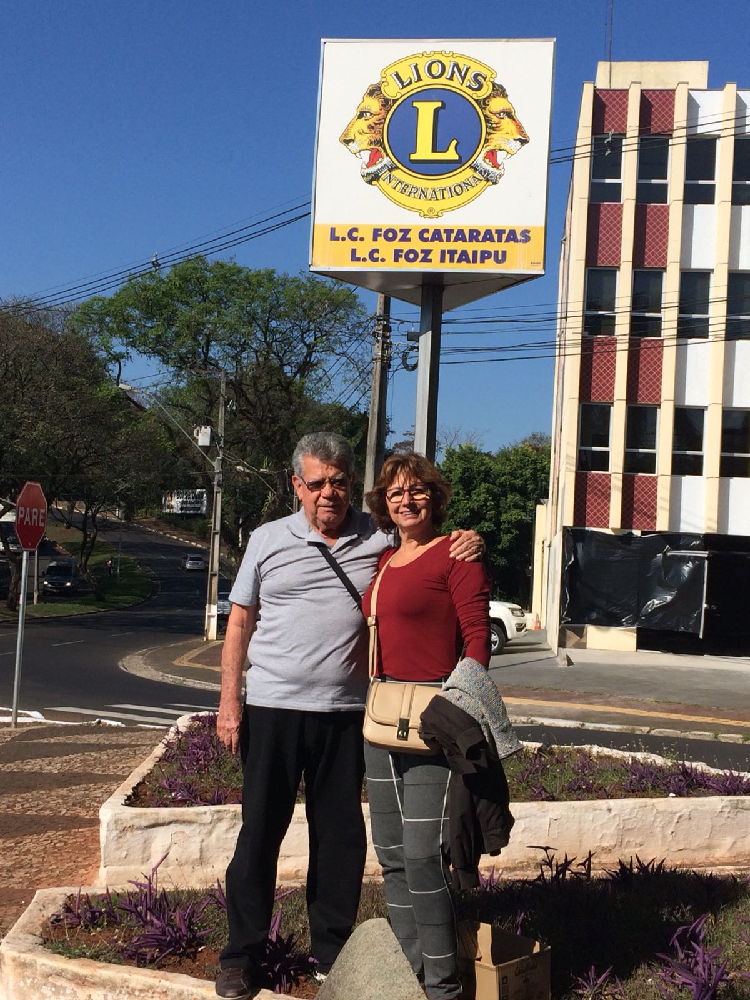 LIONS
L
INTERNATIONAL
®
L.C. FOZ CATARATAS
L.C. FOZ ITAIPU
PARE